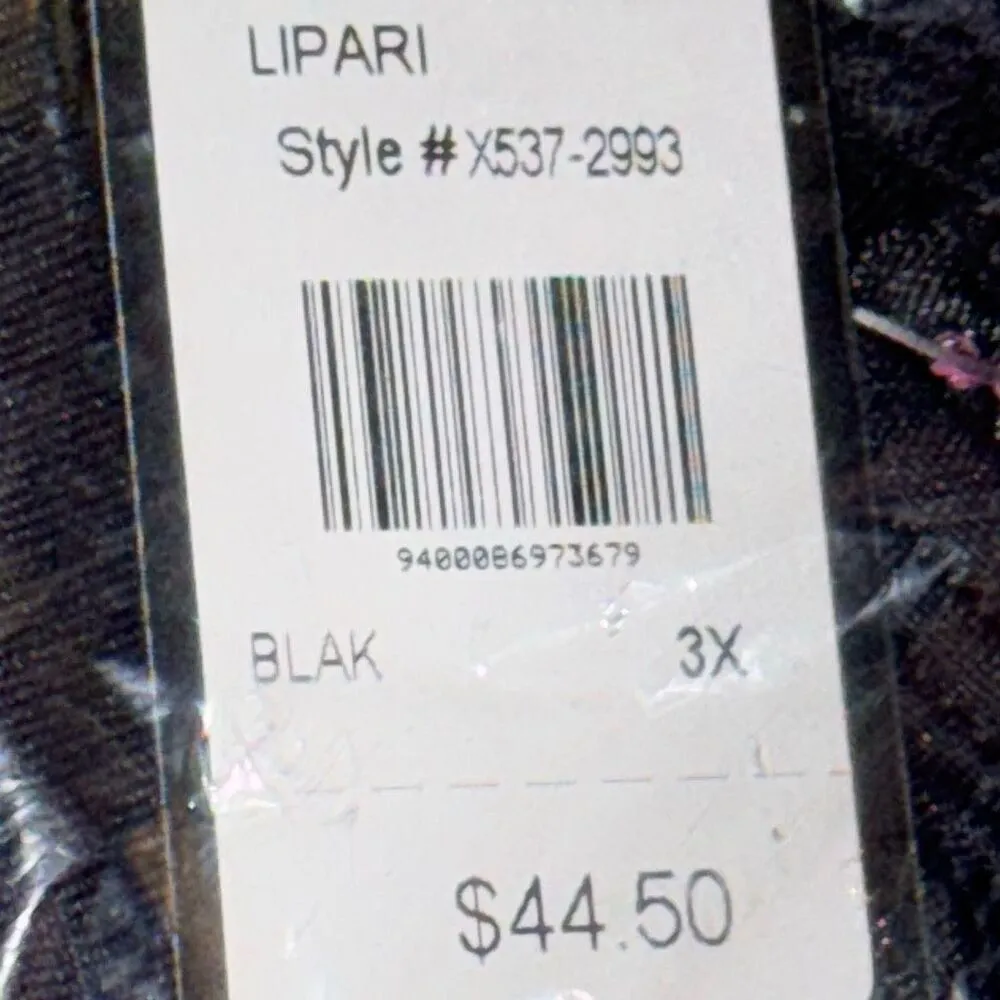 LIPARI
Style # X537-2993
9400086973679
BLAK 3X
$44.50